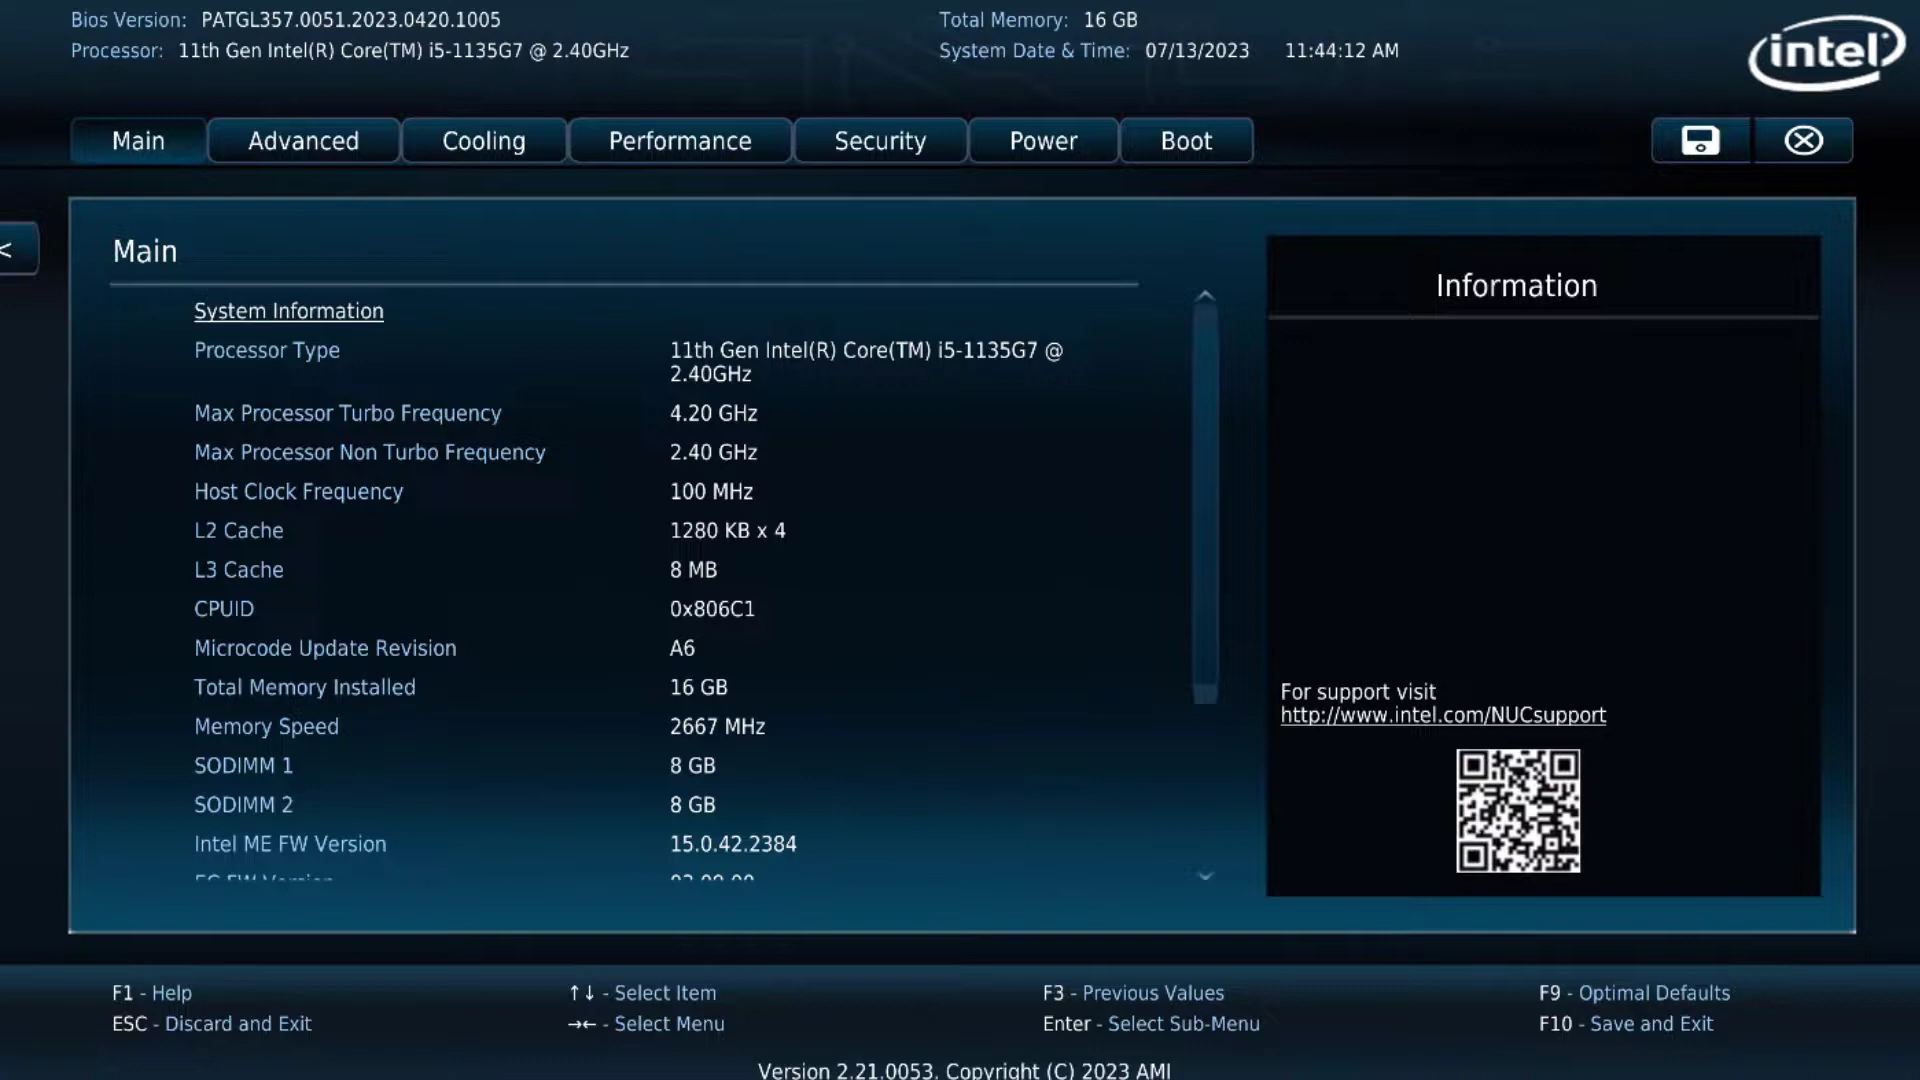 Bios Version: PATGL357.0051.2023.0420.1005
Total Memory: 16 GB
Processor: 11th Gen Intel(R) Core(TM) i5-1135G7 @ 2.40GHz
System Date & Time: 07/13/2023 11:44:12 AM
intel
Main Advanced Cooling Performance Security Power Boot
<
Main
System Information
Processor Type 11th Gen Intel(R) Core(TM) i5-1135G7 @
2.40GHz
Max Processor Turbo Frequency 4.20 GHz
Max Processor Non Turbo Frequency 2.40 GHz
Host Clock Frequency 100 MHz
L2 Cache 1280 KB x 4
L3 Cache 8 MB
CPUID 0x806C1
Microcode Update Revision A6
Total Memory Installed 16 GB
Memory Speed 2667 MHz
SODIMM 1 8 GB
SODIMM 2 8 GB
Intel ME FW Version 15.0.42.2384
EC FW Version
Information
For support visit
http://www.intel.com/NUCsupport
F1 - Help ↑↓ - Select Item F3 - Previous Values F9 - Optimal Defaults
ESC - Discard and Exit →← - Select Menu Enter - Select Sub-Menu F10 - Save and Exit
Version 2.21.0053. Copyright (C) 2023 AMI